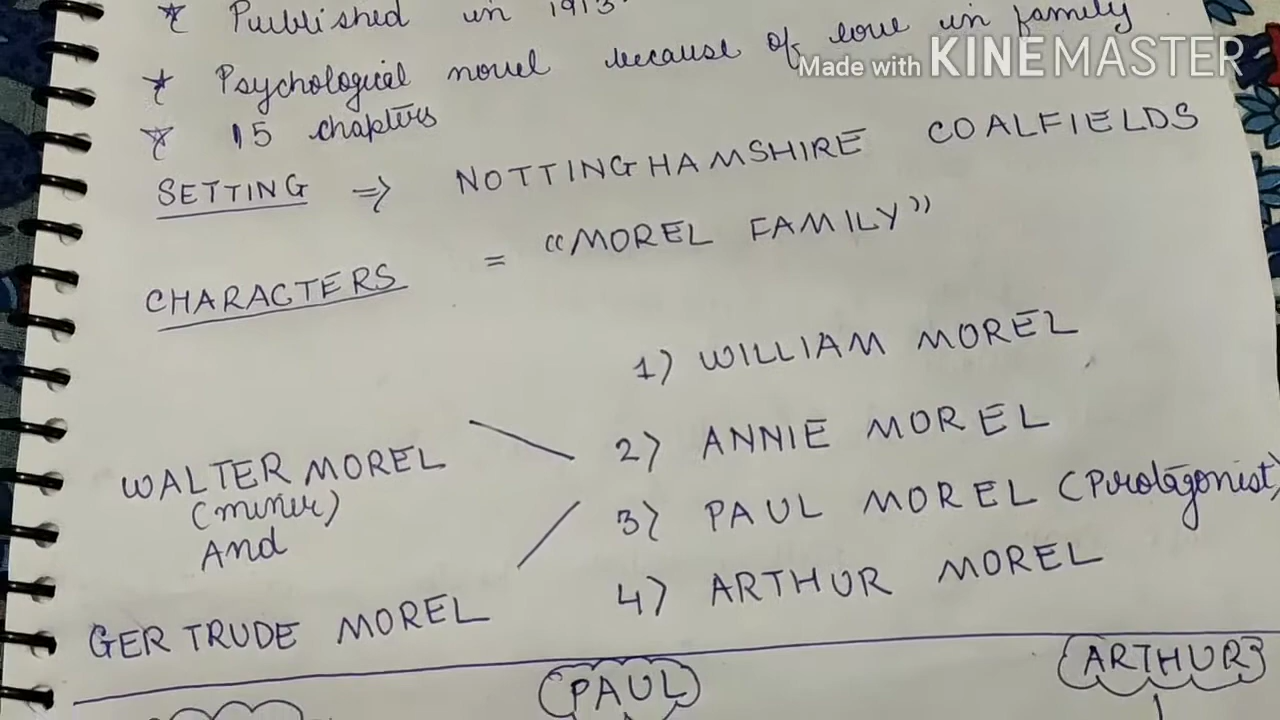 * Published in 1913.
* Psychological novel because of love in family
Made with KINEMASTER
* 15 chapters
SETTING ⇒ NOTTINGHAMSHIRE COALFIELDS
CHARACTERS = "MOREL FAMILY"
1) WILLIAM MOREL
2) ANNIE MOREL
WALTER MOREL
(miner)
3) PAUL MOREL (Protagonist)
And
4) ARTHUR MOREL
GERTRUDE MOREL
PAUL
ARTHUR